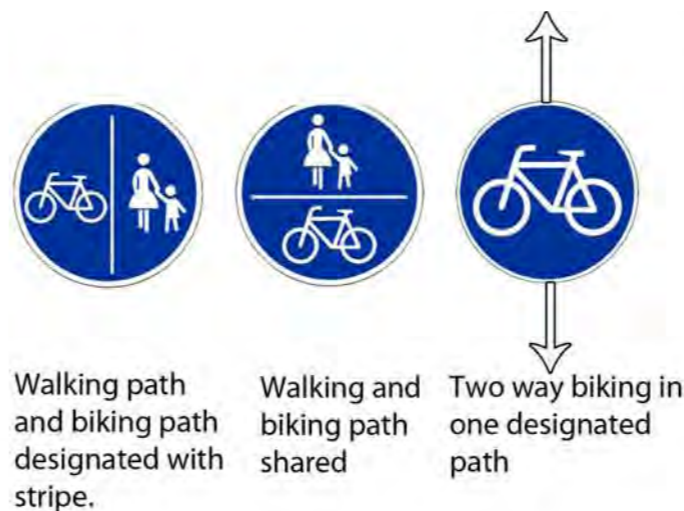 Walking path
and biking path
designated with
stripe.
Walking and
biking path
shared
Two way biking in
one designated
path